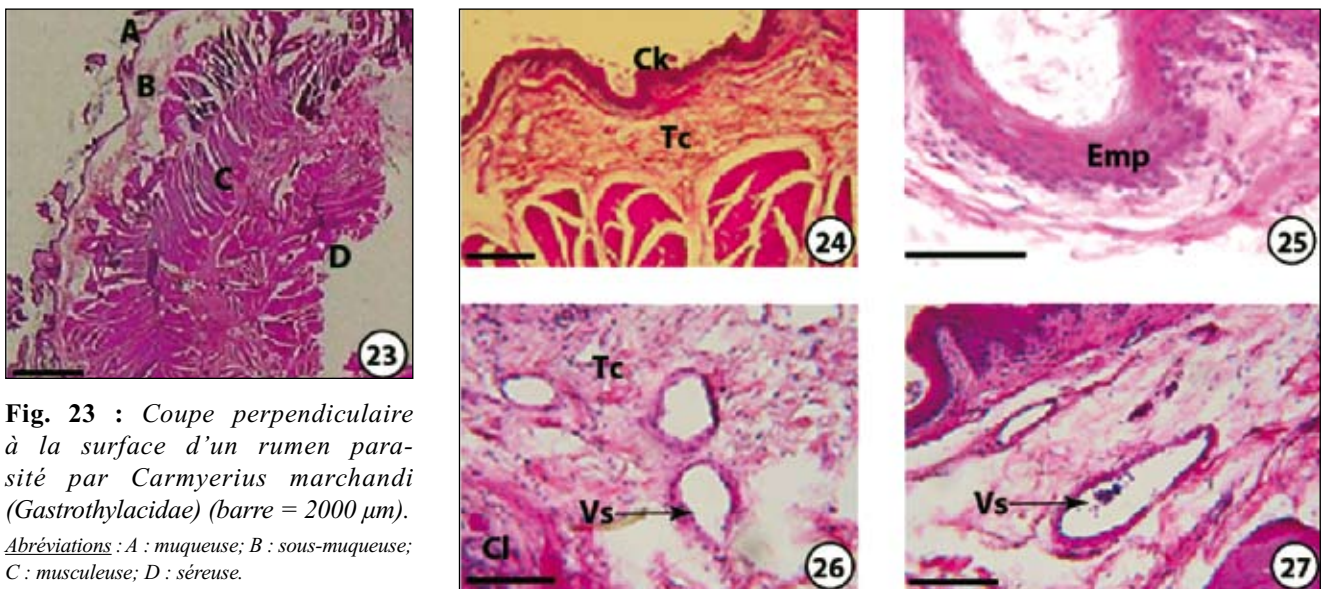 A
B
C
D
23
Fig. 23 : Coupe perpendiculaire
à la surface d'un rumen para-
sité par Carmyerius marchandi
(Gastrothylacidae) (barre = 2000 µm).
Abréviations : A : muqueuse; B : sous-muqueuse;
C : musculeuse; D : séreuse.
Ck
Tc
24
Emp
25
Tc
Vs
Cl
26
Vs
27